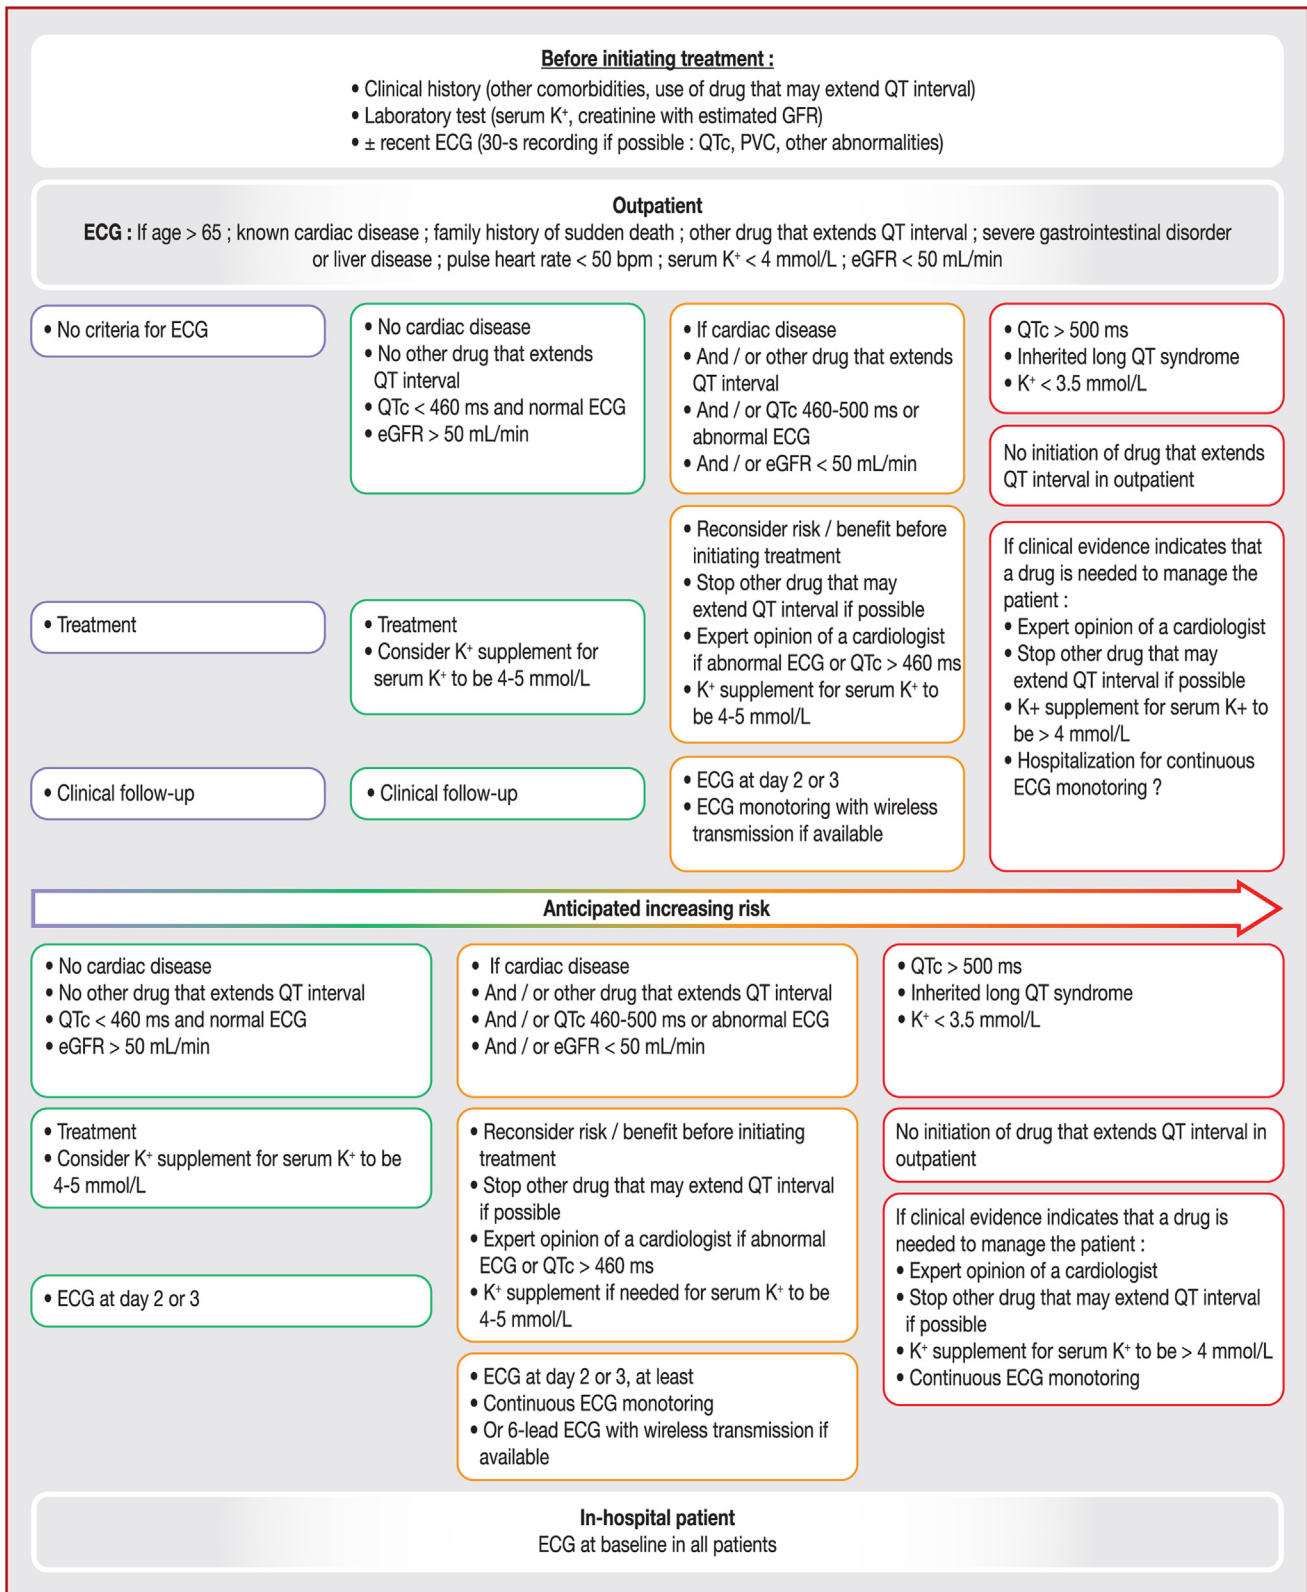 Before initiating treatment :
• Clinical history (other comorbidities, use of drug that may extend QT interval)
• Laboratory test (serum K⁺, creatinine with estimated GFR)
• ± recent ECG (30-s recording if possible : QTc, PVC, other abnormalities)
Outpatient
ECG : If age > 65 ; known cardiac disease ; family history of sudden death ; other drug that extends QT interval ; severe gastrointestinal disorder
or liver disease ; pulse heart rate < 50 bpm ; serum K⁺ < 4 mmol/L ; eGFR < 50 mL/min
• No criteria for ECG
• Treatment
• Clinical follow-up
• No cardiac disease
• No other drug that extends
QT interval
• QTc < 460 ms and normal ECG
• eGFR > 50 mL/min
• Treatment
• Consider K⁺ supplement for
serum K⁺ to be 4-5 mmol/L
• Clinical follow-up
• If cardiac disease
• And / or other drug that extends
QT interval
• And / or QTc 460-500 ms or
abnormal ECG
• And / or eGFR < 50 mL/min
• Reconsider risk / benefit before
initiating treatment
• Stop other drug that may
extend QT interval if possible
• Expert opinion of a cardiologist
if abnormal ECG or QTc > 460 ms
• K⁺ supplement for serum K⁺ to
be 4-5 mmol/L
• ECG at day 2 or 3
• ECG monotoring with wireless
transmission if available
• QTc > 500 ms
• Inherited long QT syndrome
• K⁺ < 3.5 mmol/L
No initiation of drug that extends
QT interval in outpatient
If clinical evidence indicates that
a drug is needed to manage the
patient :
• Expert opinion of a cardiologist
• Stop other drug that may
extend QT interval if possible
• K+ supplement for serum K+ to
be > 4 mmol/L
• Hospitalization for continuous
ECG monotoring ?
Anticipated increasing risk
• No cardiac disease
• No other drug that extends QT interval
• QTc < 460 ms and normal ECG
• eGFR > 50 mL/min
• Treatment
• Consider K⁺ supplement for serum K⁺ to be
4-5 mmol/L
• ECG at day 2 or 3
• If cardiac disease
• And / or other drug that extends QT interval
• And / or QTc 460-500 ms or abnormal ECG
• And / or eGFR < 50 mL/min
• Reconsider risk / benefit before initiating
treatment
• Stop other drug that may extend QT interval
if possible
• Expert opinion of a cardiologist if abnormal
ECG or QTc > 460 ms
• K⁺ supplement if needed for serum K⁺ to be
4-5 mmol/L
• ECG at day 2 or 3, at least
• Continuous ECG monotoring
• Or 6-lead ECG with wireless transmission if
available
• QTc > 500 ms
• Inherited long QT syndrome
• K⁺ < 3.5 mmol/L
No initiation of drug that extends QT interval in
outpatient
If clinical evidence indicates that a drug is
needed to manage the patient :
• Expert opinion of a cardiologist
• Stop other drug that may extend QT interval
if possible
• K⁺ supplement for serum K⁺ to be > 4 mmol/L
• Continuous ECG monotoring
In-hospital patient
ECG at baseline in all patients